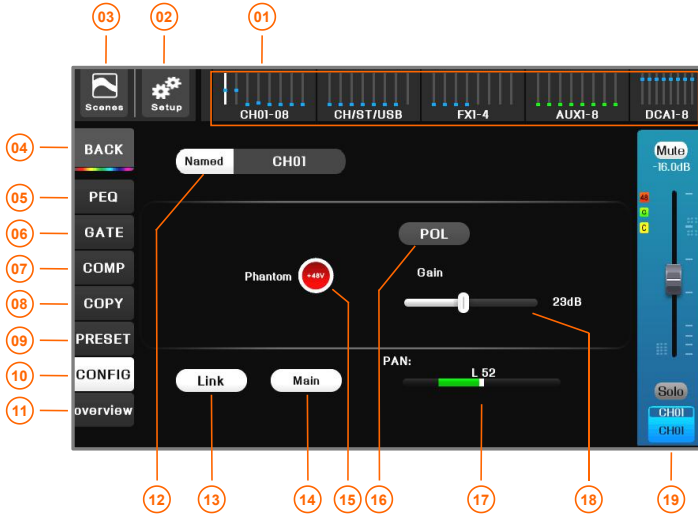 03
02
01
Scenes
Setup
CH01-08
CH/ST/USB
FX1-4
AUX1-8
DCA1-8
04
BACK
Named
CH01
Mute
-16.0dB
05
PEQ
48
G
C
06
GATE
POL
07
COMP
Phantom
+48V
Gain
08
COPY
23dB
09
PRESET
10
CONFIG
PAN:
L 52
Link
Main
Solo
11
overview
CH01
CH01
12
13
14
15
16
17
18
19